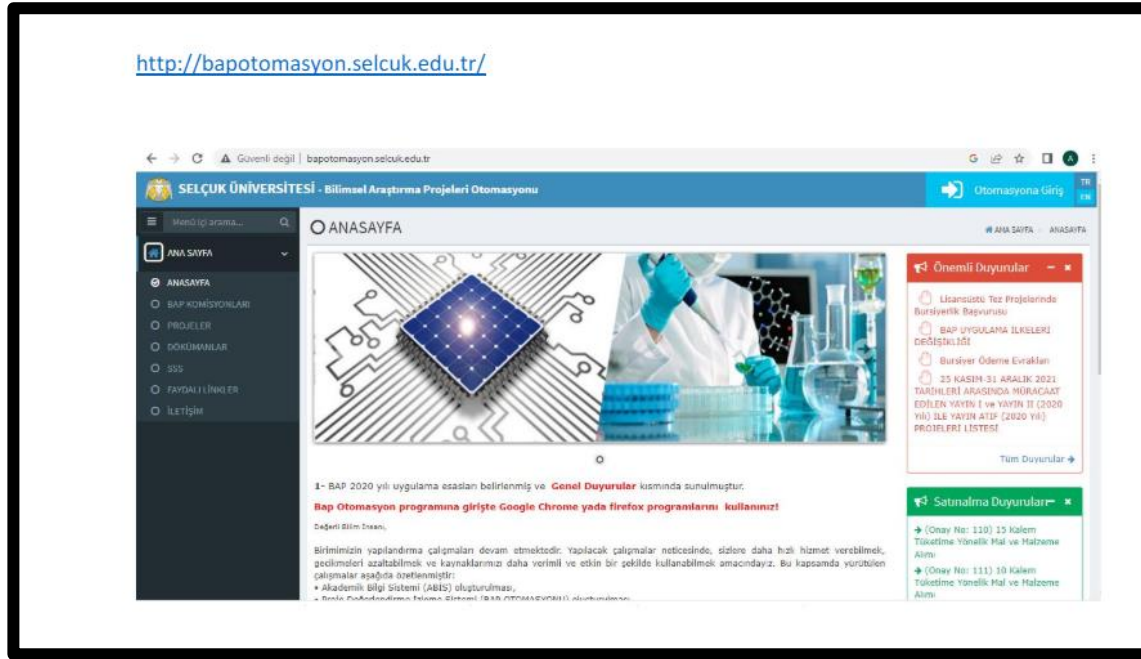 http://bapotomasyon.selcuk.edu.tr/
Güvenli değil | bapotomasyon.selcuk.edu.tr
SELÇUK ÜNİVERSİTESİ - Bilimsel Araştırma Projeleri Otomasyonu
Otomasyona Giriş
TR
EN
Menü içi arama...
ANASAYFA
ANA SAYFA
ANASAYFA
ANA SAYFA
ANASAYFA
BAP KOMİSYONLARI
PROJELER
DÖKÜMANLAR
SSS
FAYDALI LİNKLER
İLETİŞİM
Önemli Duyurular
Lisansüstü Tez Projelerinde
Bursiyerlik Başvurusu
BAP UYGULAMA İLKELERİ
DEĞİŞİKLİĞİ
Bursiyer Ödeme Evrakları
25 KASIM-31 ARALIK 2021
TARİHLERİ ARASINDA MÜRACAAT
EDİLEN YAYIN I ve YAYIN II (2020
Yılı) İLE YAYIN ATIF (2020 Yılı)
PROJELERİ LİSTESİ
Tüm Duyurular
1- BAP 2020 yılı uygulama esasları belirlenmiş ve Genel Duyurular kısmında sunulmuştur.
Bap Otomasyon programına girişte Google Chrome yada firefox programlarını kullanınız!
Değerli Bilim İnsanı,
Birimimizin yapılandırma çalışmaları devam etmektedir. Yapılacak çalışmalar neticesinde, sizlere daha hızlı hizmet verebilmek,
gecikmeleri azaltabilmek ve kaynaklarımızı daha verimli ve etkin bir şekilde kullanabilmek amacındayız. Bu kapsamda yürütülen
çalışmalar aşağıda özetlenmiştir:
• Akademik Bilgi Sistemi (ABİS) oluşturulması,
• Proje Değerlendirme İzleme Sistemi (BAP OTOMASYONU) oluşturulması
Satınalma Duyuruları
(Onay No: 110) 15 Kalem
Tüketime Yönelik Mal ve Malzeme
Alımı
(Onay No: 111) 10 Kalem
Tüketime Yönelik Mal ve Malzeme
Alımı